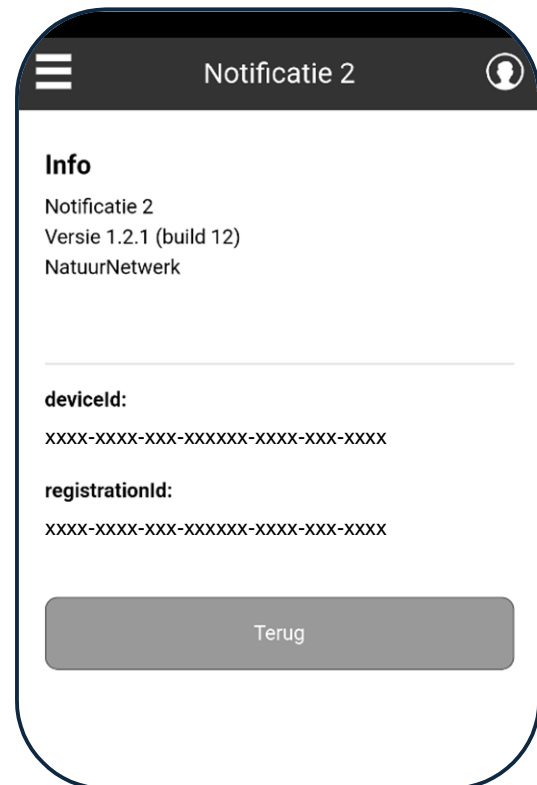 Notificatie 2
Info
Notificatie 2
Versie 1.2.1 (build 12)
NatuurNetwerk
deviceId:
xxxx-xxxx-xxx-xxxxxx-xxxx-xxx-xxxx
registrationId:
xxxx-xxxx-xxx-xxxxxx-xxxx-xxx-xxxx
Terug